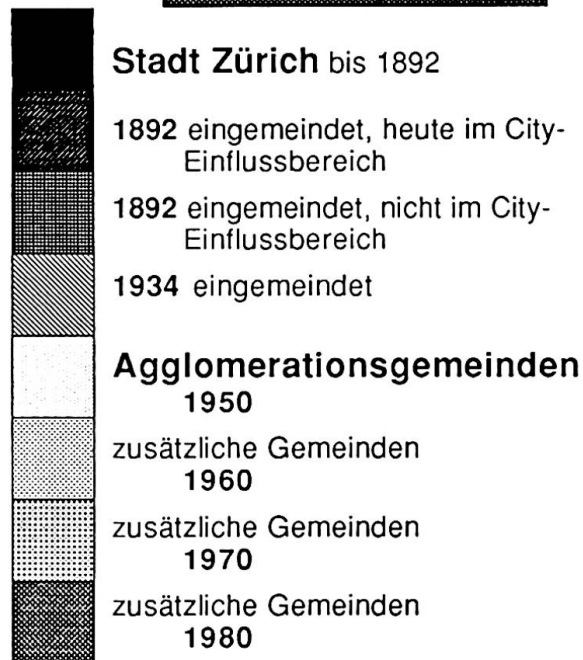 Stadt Zürich bis 1892
1892 eingemeindet, heute im City-
Einflussbereich
1892 eingemeindet, nicht im City-
Einflussbereich
1934 eingemeindet
Agglomerationsgemeinden
1950
zusätzliche Gemeinden
1960
zusätzliche Gemeinden
1970
zusätzliche Gemeinden
1980